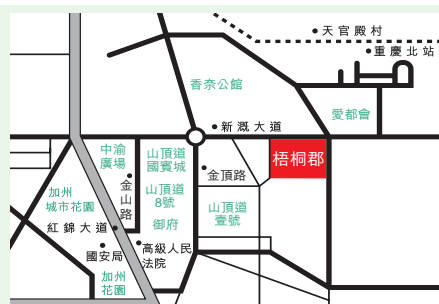 天官殿村
重慶北站
香奈公館
愛都會
新溉大道
中渝
廣場
山頂道
國賓城
金頂路
梧桐郡
金山路
山頂道
8號
加州
城市花園
山頂道
壹號
御府
紅錦大道
高級人民
法院
國安局
加州
花園